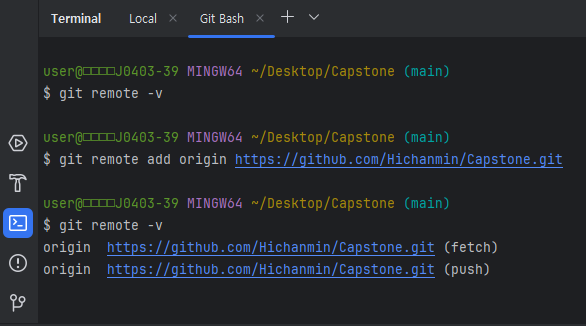 Terminal Local Git Bash
user@□□□□J0403-39 MINGW64 ~/Desktop/Capstone (main)
$ git remote -v
user@□□□□J0403-39 MINGW64 ~/Desktop/Capstone (main)
$ git remote add origin https://github.com/Hichanmin/Capstone.git
user@□□□□J0403-39 MINGW64 ~/Desktop/Capstone (main)
$ git remote -v
origin  https://github.com/Hichanmin/Capstone.git (fetch)
origin  https://github.com/Hichanmin/Capstone.git (push)